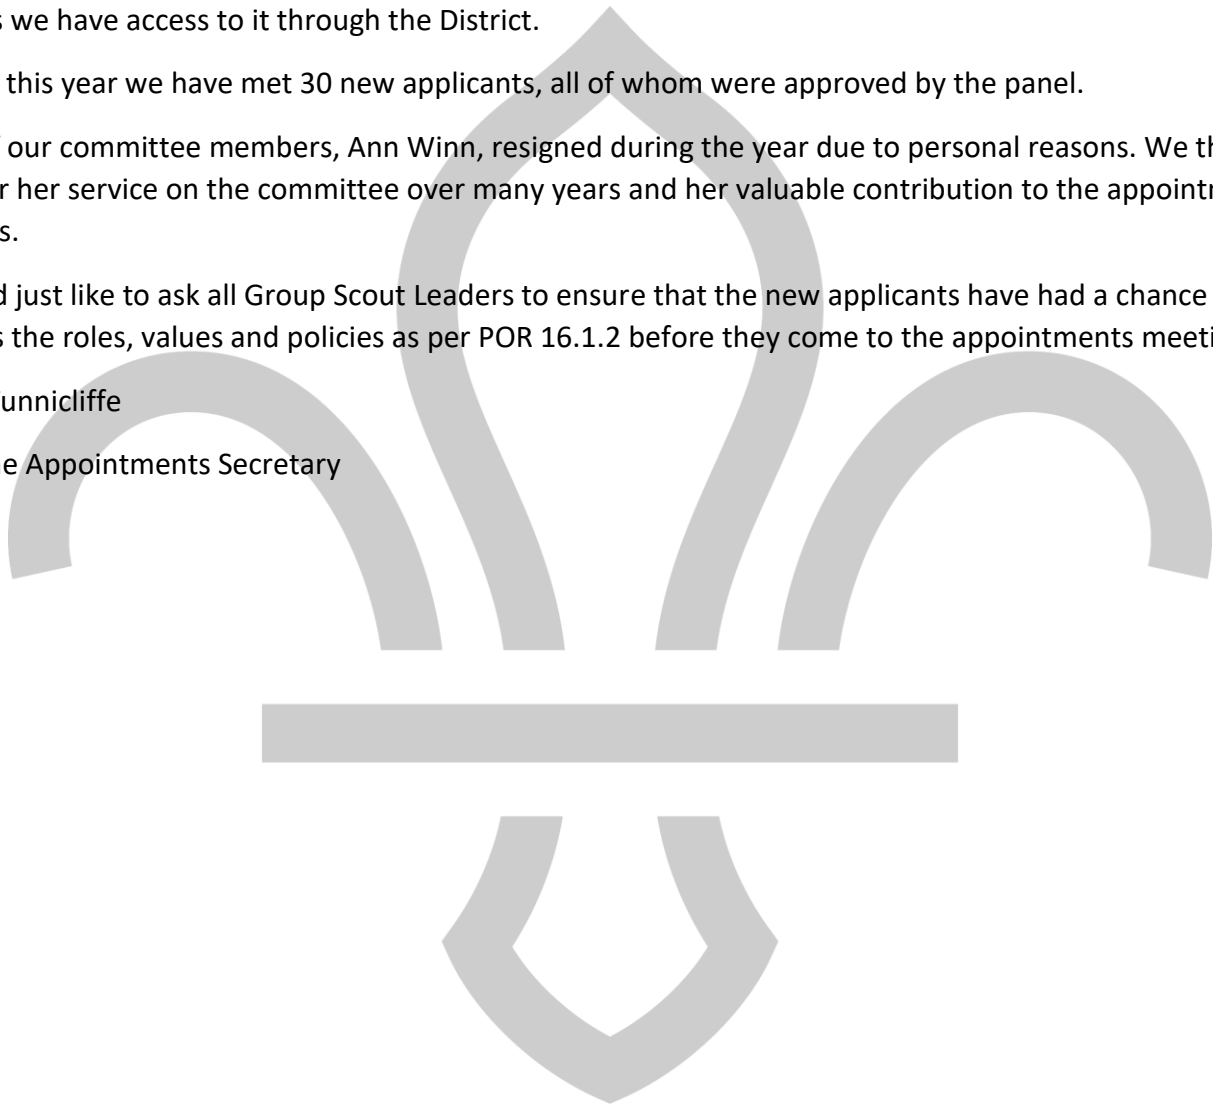 s we have access to it through the District.
this year we have met 30 new applicants, all of whom were approved by the panel.
our committee members, Ann Winn, resigned during the year due to personal reasons. We th
r her service on the committee over many years and her valuable contribution to the appointm
s.
d just like to ask all Group Scout Leaders to ensure that the new applicants have had a chance
s the roles, values and policies as per POR 16.1.2 before they come to the appointments meeti
unnicliffe
e Appointments Secretary